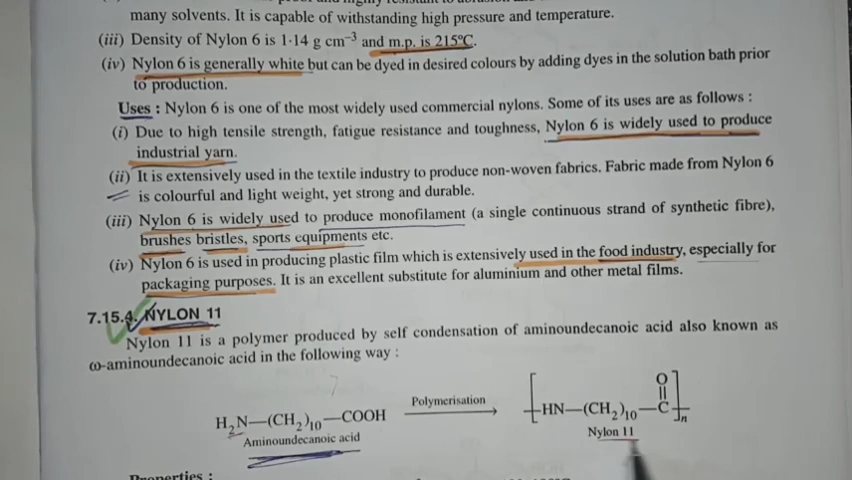 many solvents. It is capable of withstanding high pressure and temperature.
(iii) Density of Nylon 6 is 1·14 g cm⁻³ and m.p. is 215°C.
(iv) Nylon 6 is generally white but can be dyed in desired colours by adding dyes in the solution bath prior
to production.
Uses : Nylon 6 is one of the most widely used commercial nylons. Some of its uses are as follows :
(i) Due to high tensile strength, fatigue resistance and toughness, Nylon 6 is widely used to produce
industrial yarn.
(ii) It is extensively used in the textile industry to produce non-woven fabrics. Fabric made from Nylon 6
is colourful and light weight, yet strong and durable.
(iii) Nylon 6 is widely used to produce monofilament (a single continuous strand of synthetic fibre),
brushes bristles, sports equipments etc.
(iv) Nylon 6 is used in producing plastic film which is extensively used in the food industry, especially for
packaging purposes. It is an excellent substitute for aluminium and other metal films.
7.15.4. NYLON 11
Nylon 11 is a polymer produced by self condensation of aminoundecanoic acid also known as
ω-aminoundecanoic acid in the following way :
H₂N—(CH₂)₁₀—COOH Polymerisation [HN—(CH₂)₁₀—C(=O)]ₙ
Aminoundecanoic acid Nylon 11
Properties :